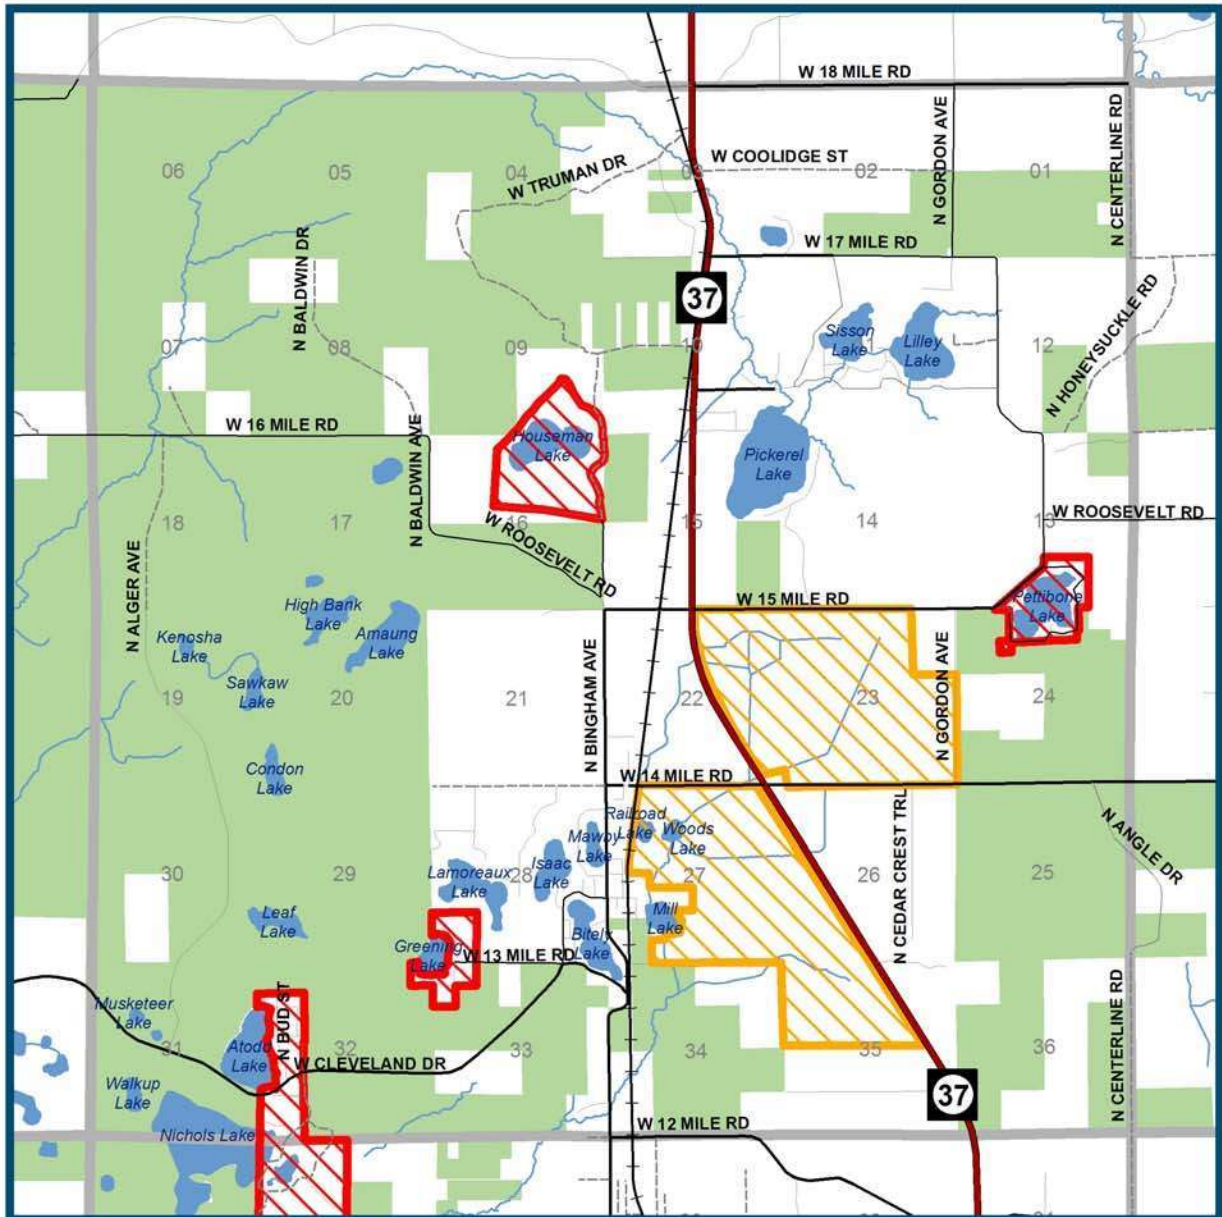 W 18 MILE RD
06
05
04
W TRUMAN DR
03
W COOLIDGE ST
02
N GORDON AVE
01
N CENTERLINE RD
N BALDWIN DR
W 17 MILE RD
37
N HONEYSUCKLE RD
07
08
09
10
Sisson
Lake
Lilley
Lake
12
W 16 MILE RD
N BALDWIN AVE
Houseman
Lake
Pickerel
Lake
18
17
16
W ROOSEVELT RD
15
14
13
W ROOSEVELT RD
N ALGER AVE
High Bank
Lake
Amaung
Lake
Kenosha
Lake
W 15 MILE RD
Pettibone
Lake
Sawkaw
Lake
19
20
21
N BINGHAM AVE
22
23
N GORDON AVE
24
Condon
Lake
W 14 MILE RD
Railroad
Lake
Woods
Lake
Mawby
Lake
Isaac
Lake
N CEDAR CREST TRL
N ANGLE DR
30
29
Lamoreaux
Lake
28
27
26
25
Leaf
Lake
Mill
Lake
Bitely
Lake
Greening
Lake
W 13 MILE RD
Musketeer
Lake
N BUD ST
N CENTERLINE RD
31
Atodd
Lake
32
W CLEVELAND DR
33
34
35
36
Walkup
Lake
37
Nichols Lake
W 12 MILE RD